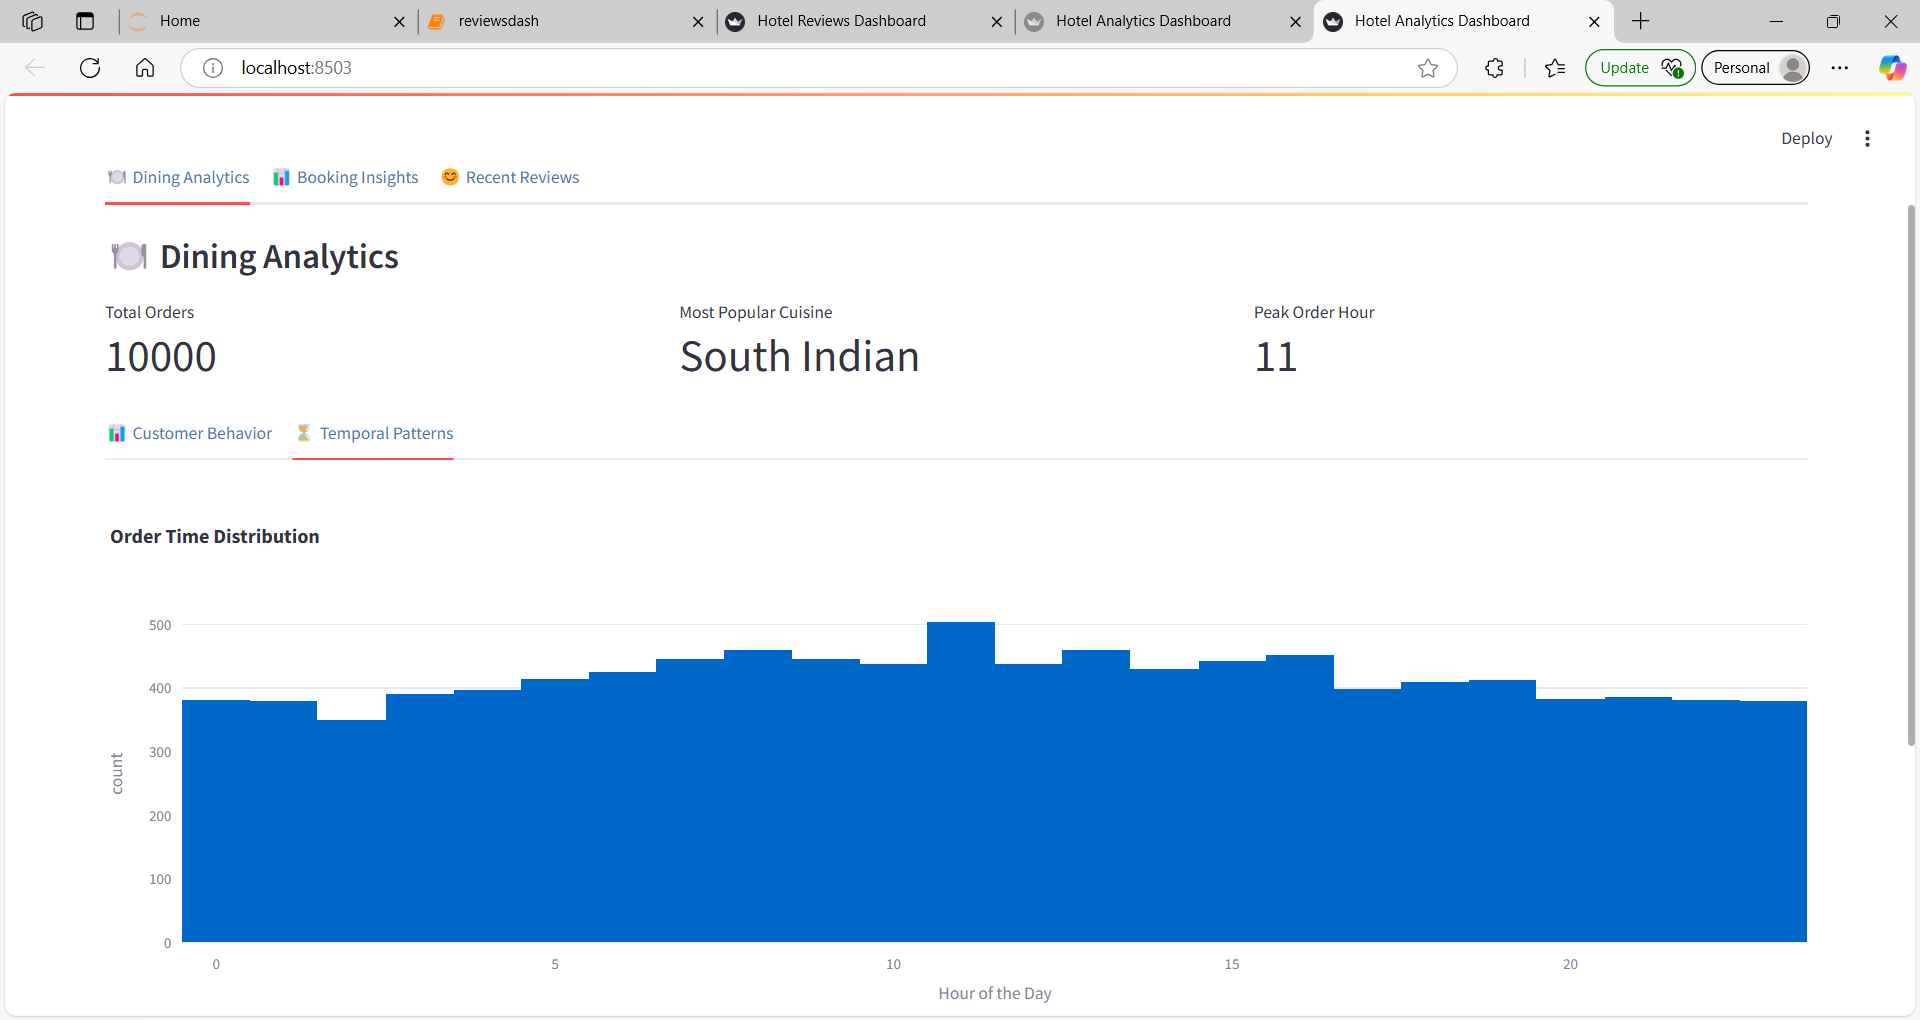 Home
reviewsdash
Hotel Reviews Dashboard
Hotel Analytics Dashboard
Hotel Analytics Dashboard
localhost:8503
Update
Personal
Deploy
Dining Analytics
Booking Insights
Recent Reviews
Dining Analytics
Total Orders
Most Popular Cuisine
Peak Order Hour
10000
South Indian
11
Customer Behavior
Temporal Patterns
Order Time Distribution
500
400
300
200
100
0
count
0
5
10
15
20
Hour of the Day